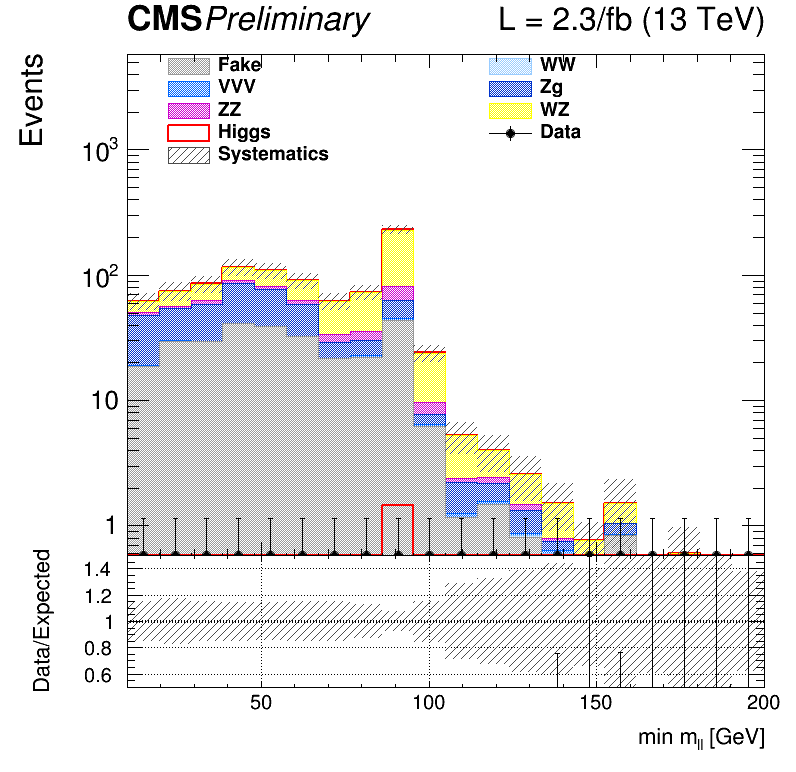 CMS Preliminary L = 2.3/fb (13 TeV)
Events
Fake WW
VVV Zg
ZZ WZ
Higgs Data
Systematics
10³
10²
10
1
Data/Expected
1.4
1.2
1
0.8
0.6
50 100 150 200
min m_ll [GeV]